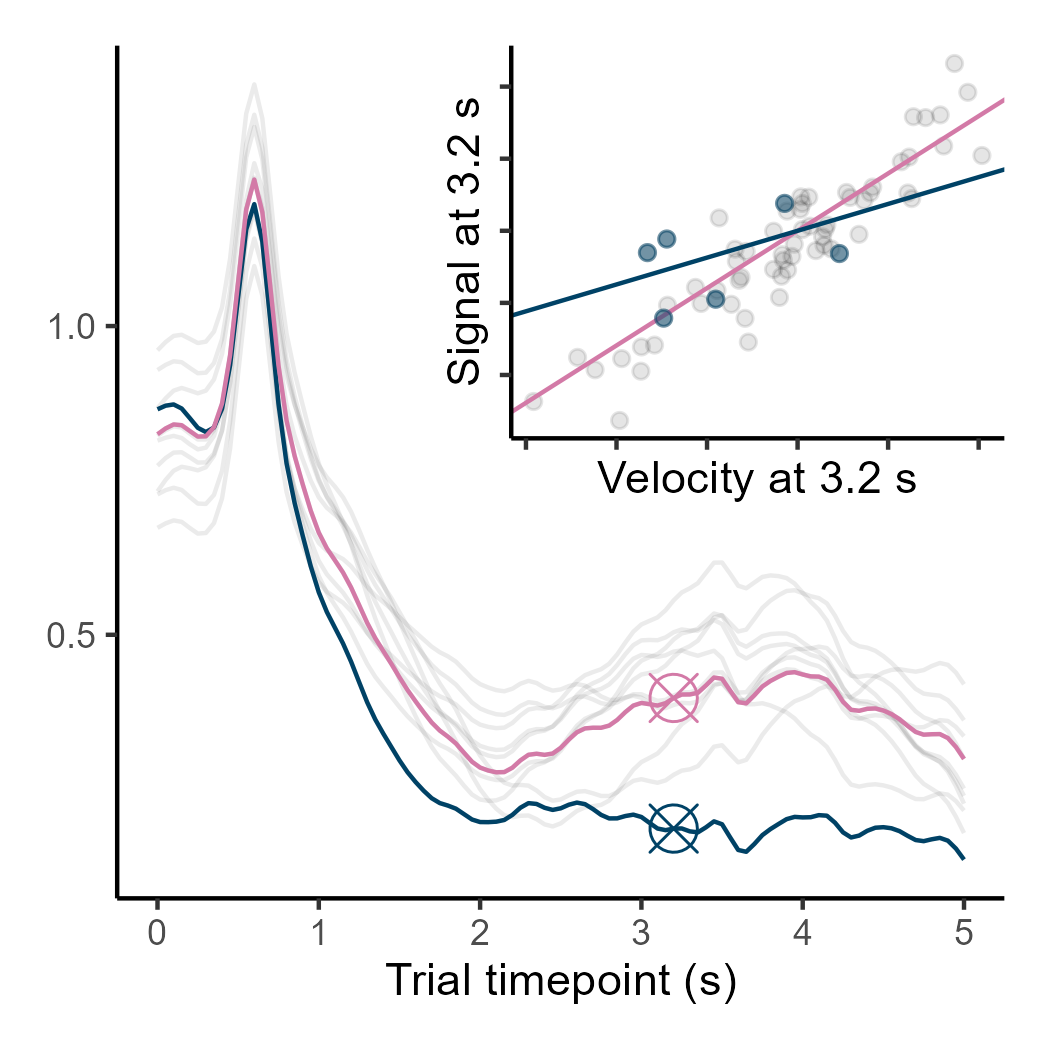 Signal at 3.2 s
Velocity at 3.2 s
1.0
0.5
0 1 2 3 4 5
Trial timepoint (s)